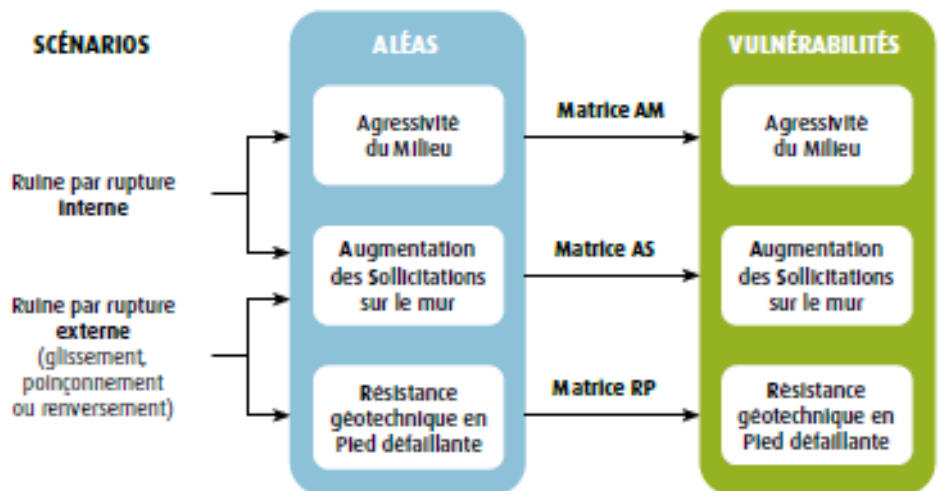 SCÉNARIOS
ALÉAS
VULNÉRABILITÉS
Ruine par rupture
interne
Ruine par rupture
externe
(glissement,
poinçonnement
ou renversement)
Agressivité
du Milieu
Augmentation
des Sollicitations
sur le mur
Résistance
géotechnique en
Pied défaillante
Matrice AM
Matrice AS
Matrice RP
Agressivité
du Milieu
Augmentation
des Sollicitations
sur le mur
Résistance
géotechnique en
Pied défaillante